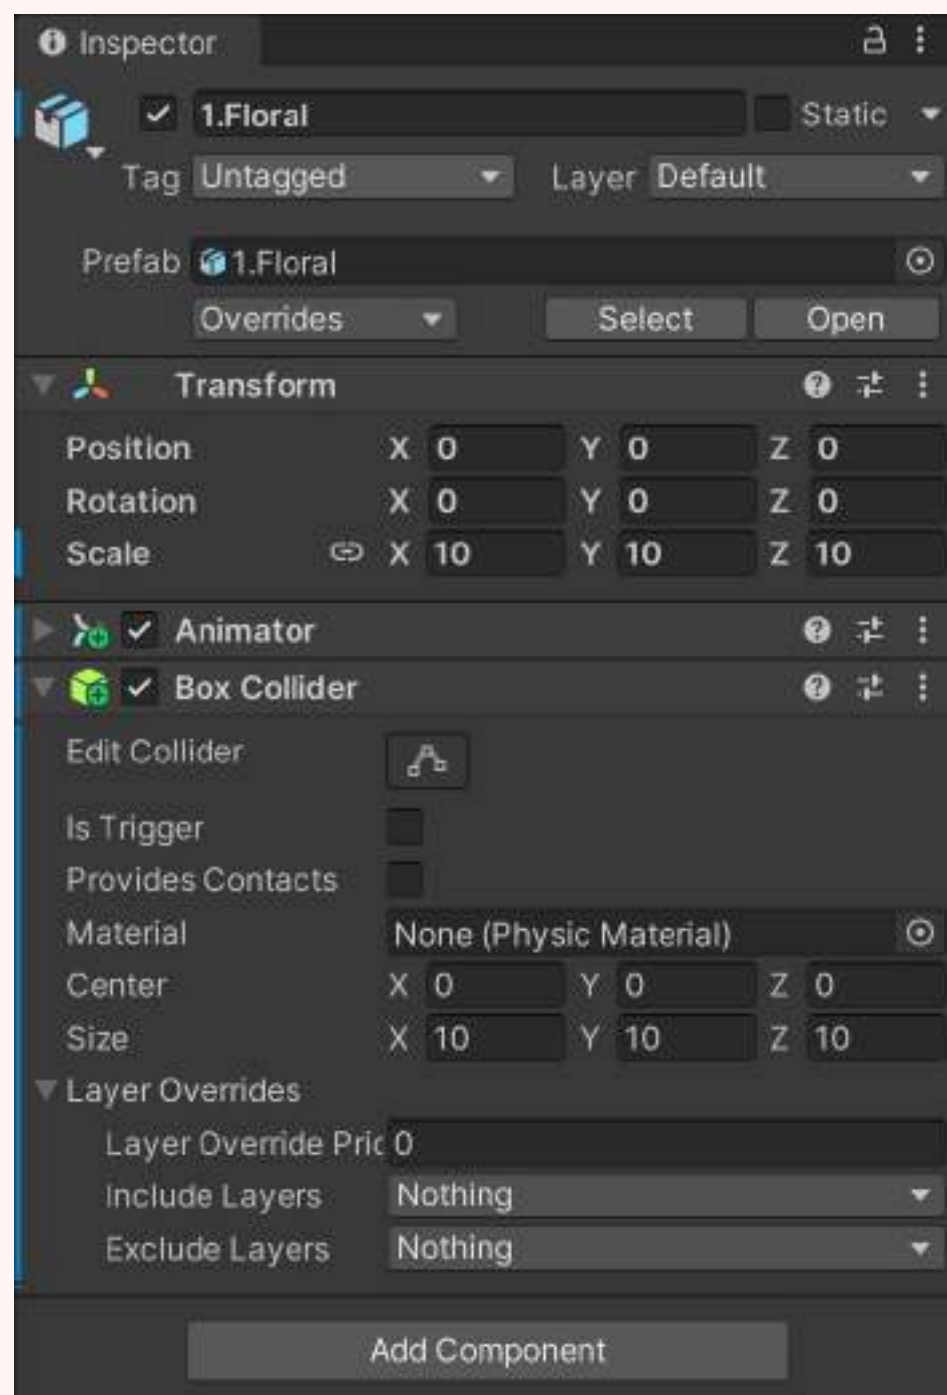 Inspector
1.Floral Static
Tag Untagged Layer Default
Prefab 1.Floral
Overrides Select Open
Transform
Position X 0 Y 0 Z 0
Rotation X 0 Y 0 Z 0
Scale X 10 Y 10 Z 10
Animator
Box Collider
Edit Collider
Is Trigger
Provides Contacts
Material None (Physic Material)
Center X 0 Y 0 Z 0
Size X 10 Y 10 Z 10
Layer Overrides
Layer Override Pric 0
Include Layers Nothing
Exclude Layers Nothing
Add Component